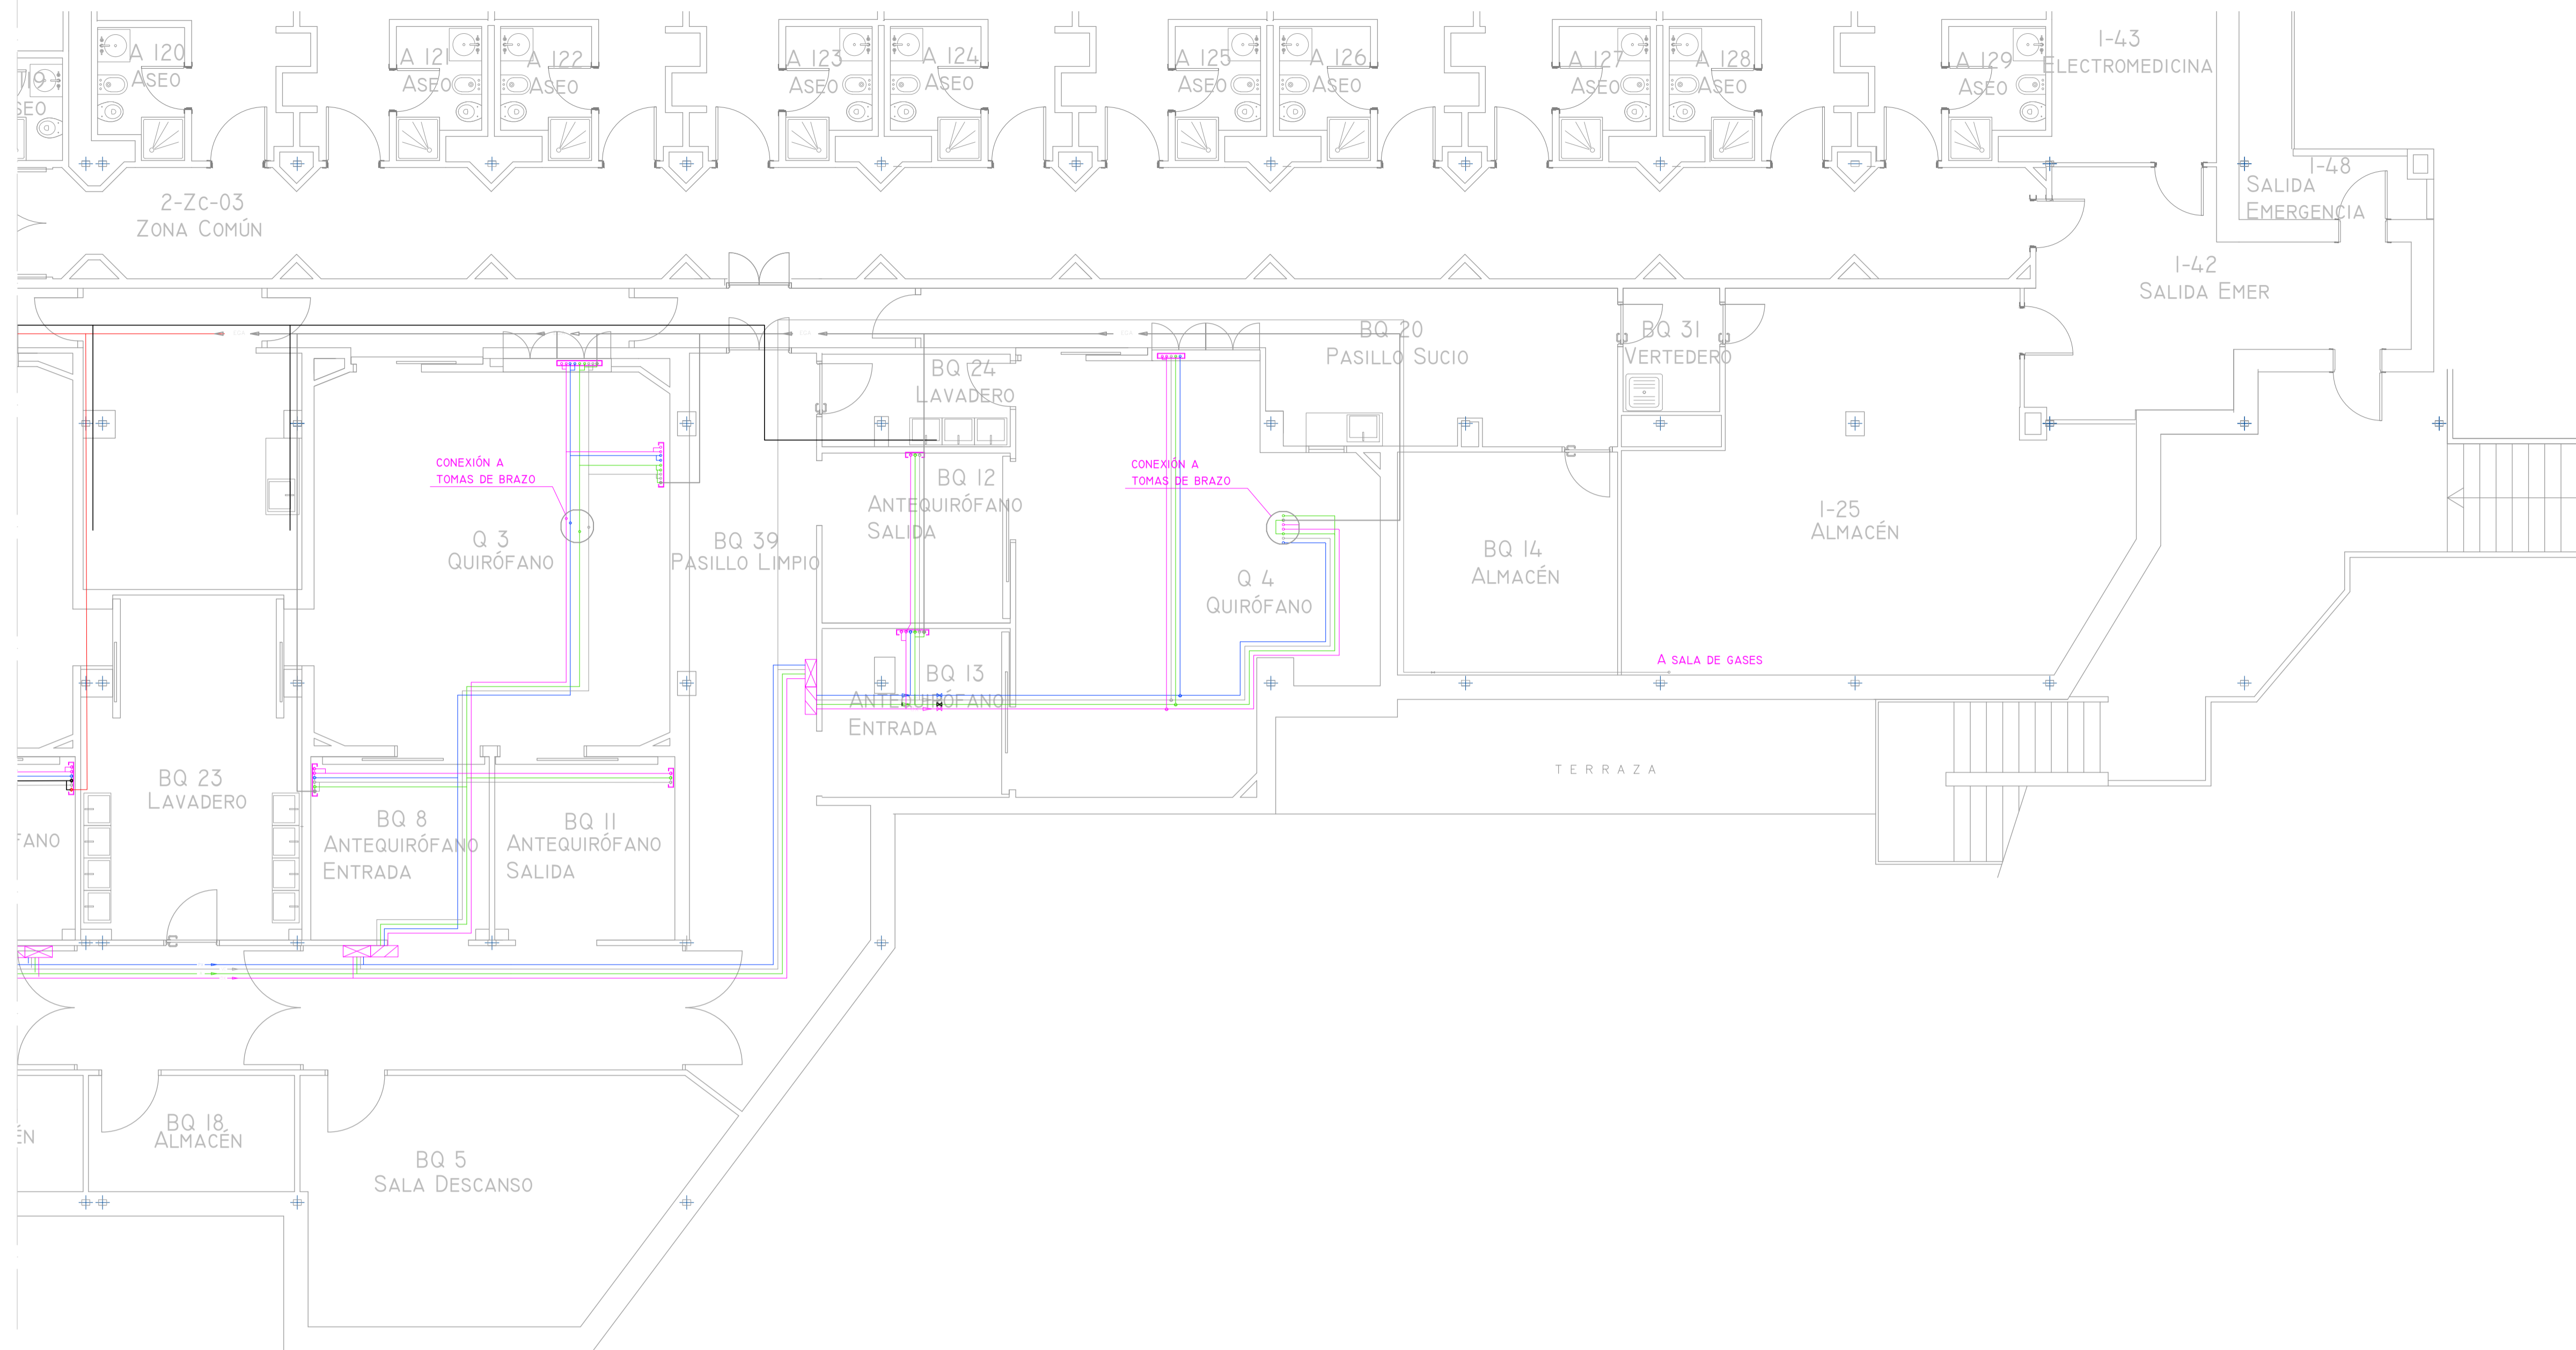 19
SEO
A 120
ASEO
A 121
ASEO
A 122
ASEO
A 123
ASEO
A 124
ASEO
A 125
ASEO
A 126
ASEO
A 127
ASEO
A 128
ASEO
A 129
ASEO
I-43
ELECTROMEDICINA
I-48
SALIDA
EMERGENCIA
2-ZC-03
ZONA COMÚN
I-42
SALIDA EMER
BQ 20
PASILLO SUCIO
BQ 31
VERTEDERO
BQ 24
LAVADERO
CONEXIÓN A
TOMAS DE BRAZO
CONEXIÓN A
TOMAS DE BRAZO
BQ 12
ANTEQUIRÓFANO
SALIDA
Q 3
QUIRÓFANO
BQ 39
PASILLO LIMPIO
Q 4
QUIRÓFANO
BQ 14
ALMACÉN
I-25
ALMACÉN
A SALA DE GASES
BQ 13
ANTEQUIRÓFANO
ENTRADA
TERRAZA
BQ 23
LAVADERO
BQ 8
ANTEQUIRÓFANO
ENTRADA
BQ 11
ANTEQUIRÓFANO
SALIDA
FANO
ÉN
BQ 18
ALMACÉN
BQ 5
SALA DESCANSO